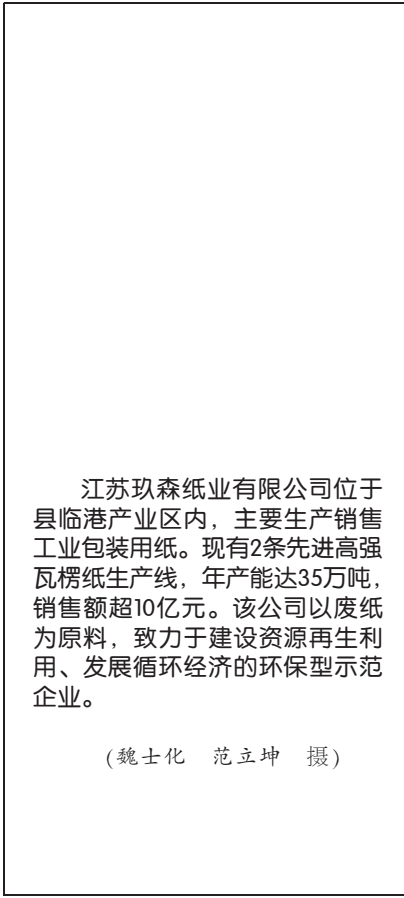 江苏玖森纸业有限公司位于
县临港产业区内，主要生产销售
工业包装用纸。现有2条先进高强
瓦楞纸生产线，年产能达35万吨，
销售额超10亿元。该公司以废纸
为原料，致力于建设资源再生利
用、发展循环经济的环保型示范
企业。
(魏士化　范立坤　摄)